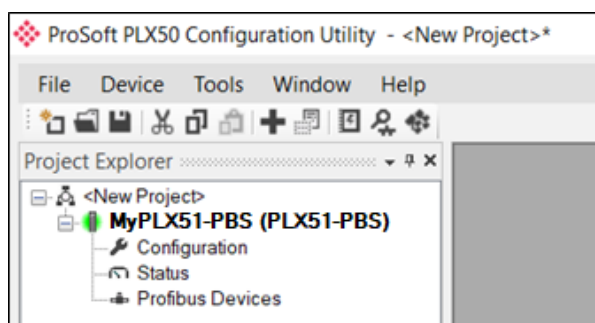 ProSoft PLX50 Configuration Utility - <New Project>*
File Device Tools Window Help
Project Explorer
<New Project>
MyPLX51-PBS (PLX51-PBS)
Configuration
Status
Profibus Devices